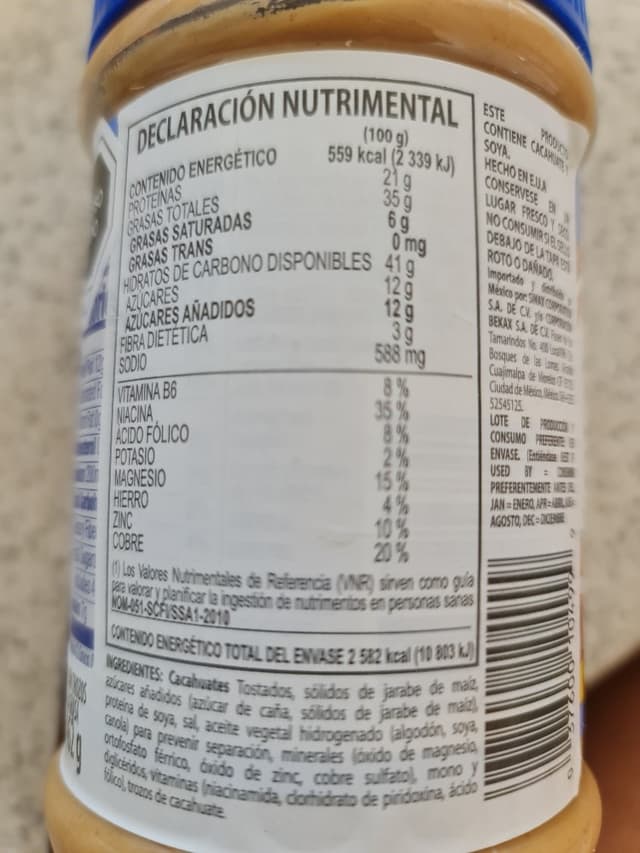 DECLARACIÓN NUTRIMENTAL
(100 g)
CONTENIDO ENERGÉTICO 559 kcal (2 339 kJ)
PROTEÍNAS 21 g
GRASAS TOTALES 35 g
GRASAS SATURADAS 6 g
GRASAS TRANS 0 mg
HIDRATOS DE CARBONO DISPONIBLES 41 g
AZÚCARES 12 g
AZÚCARES AÑADIDOS 12 g
FIBRA DIETÉTICA 3 g
SODIO 588 mg
VITAMINA B6 8 %
NIACINA 35 %
ÁCIDO FÓLICO 8 %
POTASIO 2 %
MAGNESIO 15 %
HIERRO 4 %
ZINC 10 %
COBRE 20 %
(1) Los Valores Nutrimentales de Referencia (VNR) sirven como guía
para valorar y planificar la ingestión de nutrimentos en personas sanas
NOM-051-SCFI/SSA1-2010
CONTENIDO ENERGÉTICO TOTAL DEL ENVASE 2 582 kcal (10 803 kJ)
INGREDIENTES: Cacahuates Tostados, sólidos de jarabe de maíz,
azúcares añadidos (azúcar de caña, sólidos de jarabe de maíz),
proteína de soya, sal, aceite vegetal hidrogenado (algodón, soya,
canola) para prevenir separación, minerales (óxido de magnesio,
ortofosfato férrico, óxido de zinc, cobre sulfato), mono y
diglicéridos, vitaminas (niacinamida, clorhidrato de piridoxina, ácido
fólico), trozos de cacahuate.
ESTE PRODUCTO
CONTIENE CACAHUATE Y
SOYA.
HECHO EN E.U.A
CONSERVESE EN
LUGAR FRESCO Y
NO CONSUMIR SI EL SELLO
DEBAJO DE LA TAPA ESTÁ
ROTO O DAÑADO.
Importado y
México por:
S.A. DE C.V. y/o
BEKAX S.A. DE C.V.
Tamarindos No. 400
Bosques de las Lomas
Cuajimalpa de Morelos
Ciudad de México, México.
52545125.
LOTE DE PRODUCCIÓN Y
CONSUMO PREFERENTE
ENVASE.
USED BY =
PREFERENTEMENTE ANTES
JAN = ENERO, APR = ABRIL,
AGOSTO, DEC = DICIEMBRE